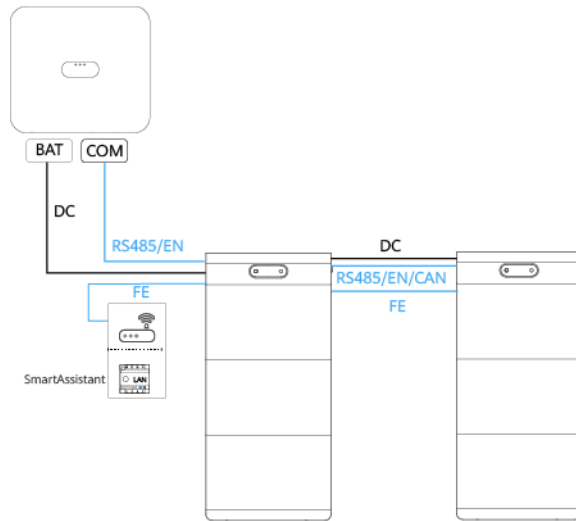 BAT COM
DC
RS485/EN
DC
RS485/EN/CAN
FE
FE
SmartAssistant
LAN